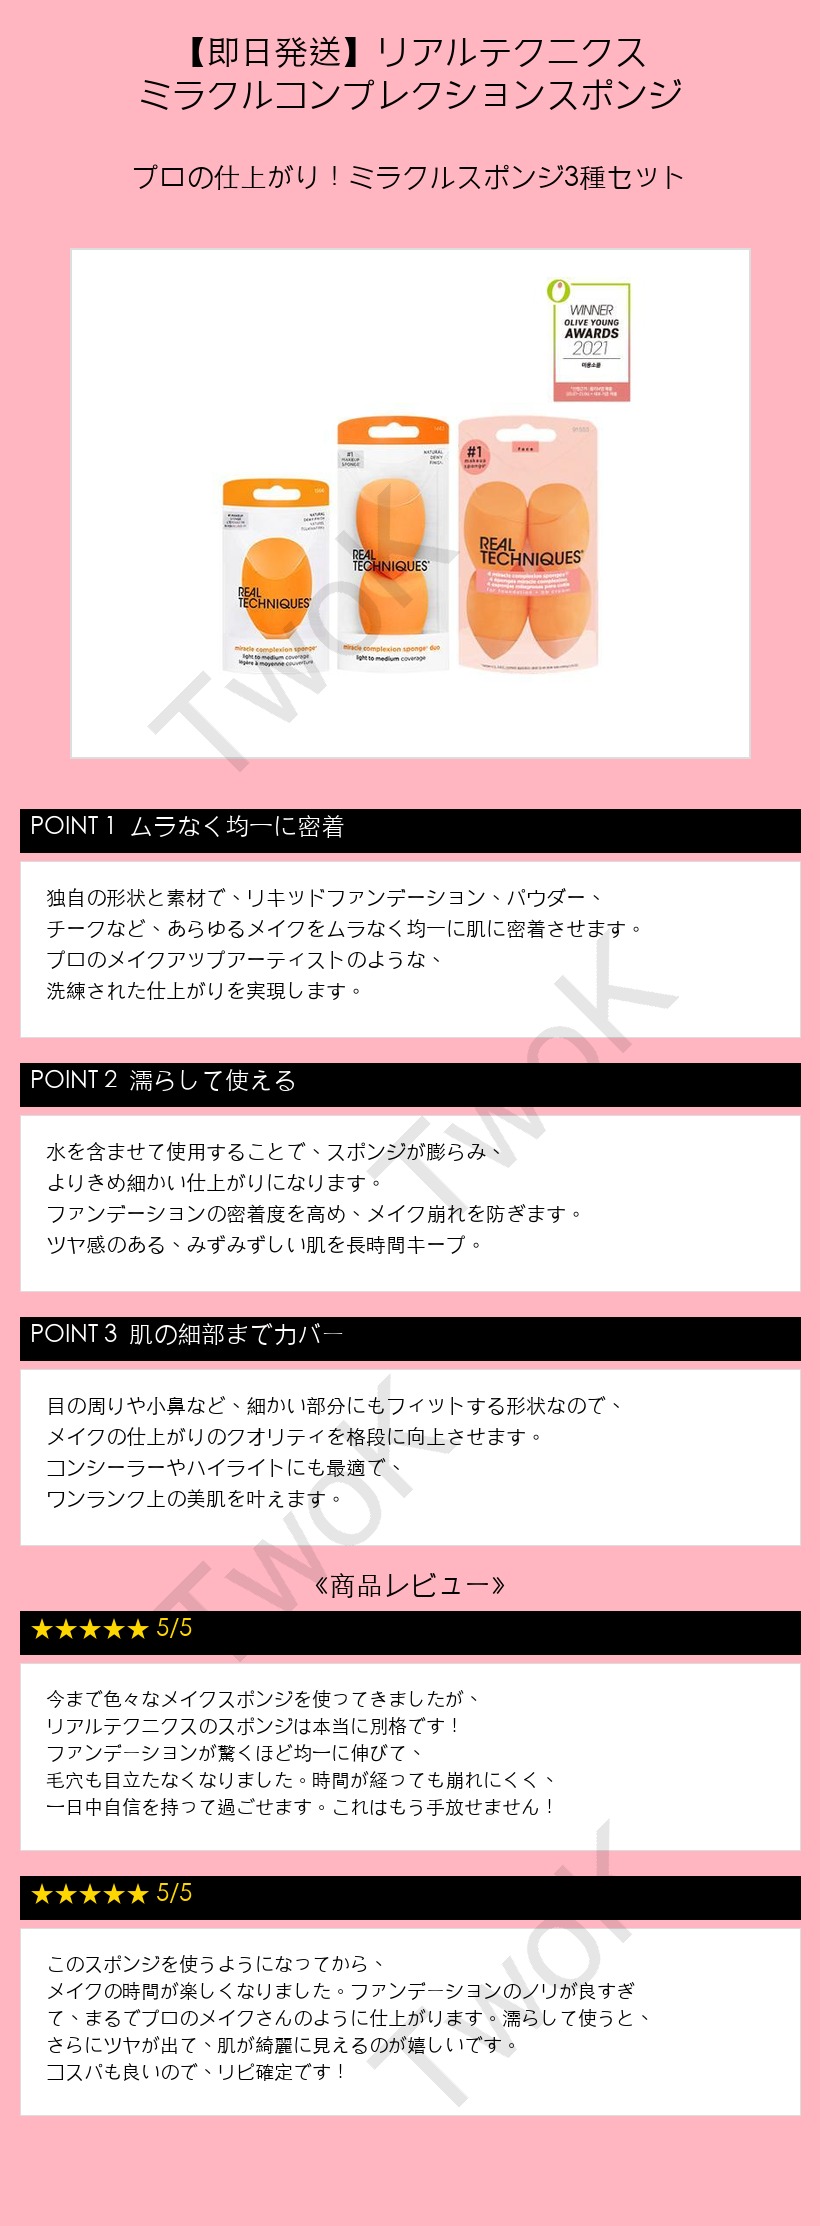 【即日発送】リアルテクニクス
ミラクルコンプレクションスポンジ
プロの仕上がり！ミラクルスポンジ3種セット
WINNER
OLIVE YOUNG
AWARDS
2021
미용소품
#1
MAKEUP
SPONGE
NATURAL
DEWY
FINISH
#1
makeup
sponge
face
REAL
TECHNIQUES
miracle complexion sponge
light to medium coverage
légère à moyenne couverture
REAL
TECHNIQUES
miracle complexion sponge duo
light to medium coverage
REAL
TECHNIQUES
4 miracle complexion sponges
TwoK
POINT 1 ムラなく均一に密着
独自の形状と素材で、リキッドファンデーション、パウダー、
チークなど、あらゆるメイクをムラなく均一に肌に密着させます。
プロのメイクアップアーティストのような、
洗練された仕上がりを実現します。
TwoK
POINT 2 濡らして使える
水を含ませて使用することで、スポンジが膨らみ、
よりきめ細かい仕上がりになります。
ファンデーションの密着度を高め、メイク崩れを防ぎます。
ツヤ感のある、みずみずしい肌を長時間キープ。
POINT 3 肌の細部まで力バー
目の周りや小鼻など、細かい部分にもフィットする形状なので、
メイクの仕上がりのクオリティを格段に向上させます。
コンシーラーやハイライトにも最適で、
ワンランク上の美肌を叶えます。
TwoK
《商品レビュー》
★★★★★ 5/5
今まで色々なメイクスポンジを使ってきましたが、
リアルテクニクスのスポンジは本当に別格です！
ファンデーションが驚くほど均一に伸びて、
毛穴も目立たなくなりました。時間が経っても崩れにくく、
一日中自信を持って過ごせます。これはもう手放せません！
★★★★★ 5/5
このスポンジを使うようになってから、
メイクの時間が楽しくなりました。ファンデーションのノリが良すぎ
て、まるでプロのメイクさんのように仕上がります。濡らして使うと、
さらにツヤが出て、肌が綺麗に見えるのが嬉しいです。
コスパも良いので、リピ確定です！
TwoK